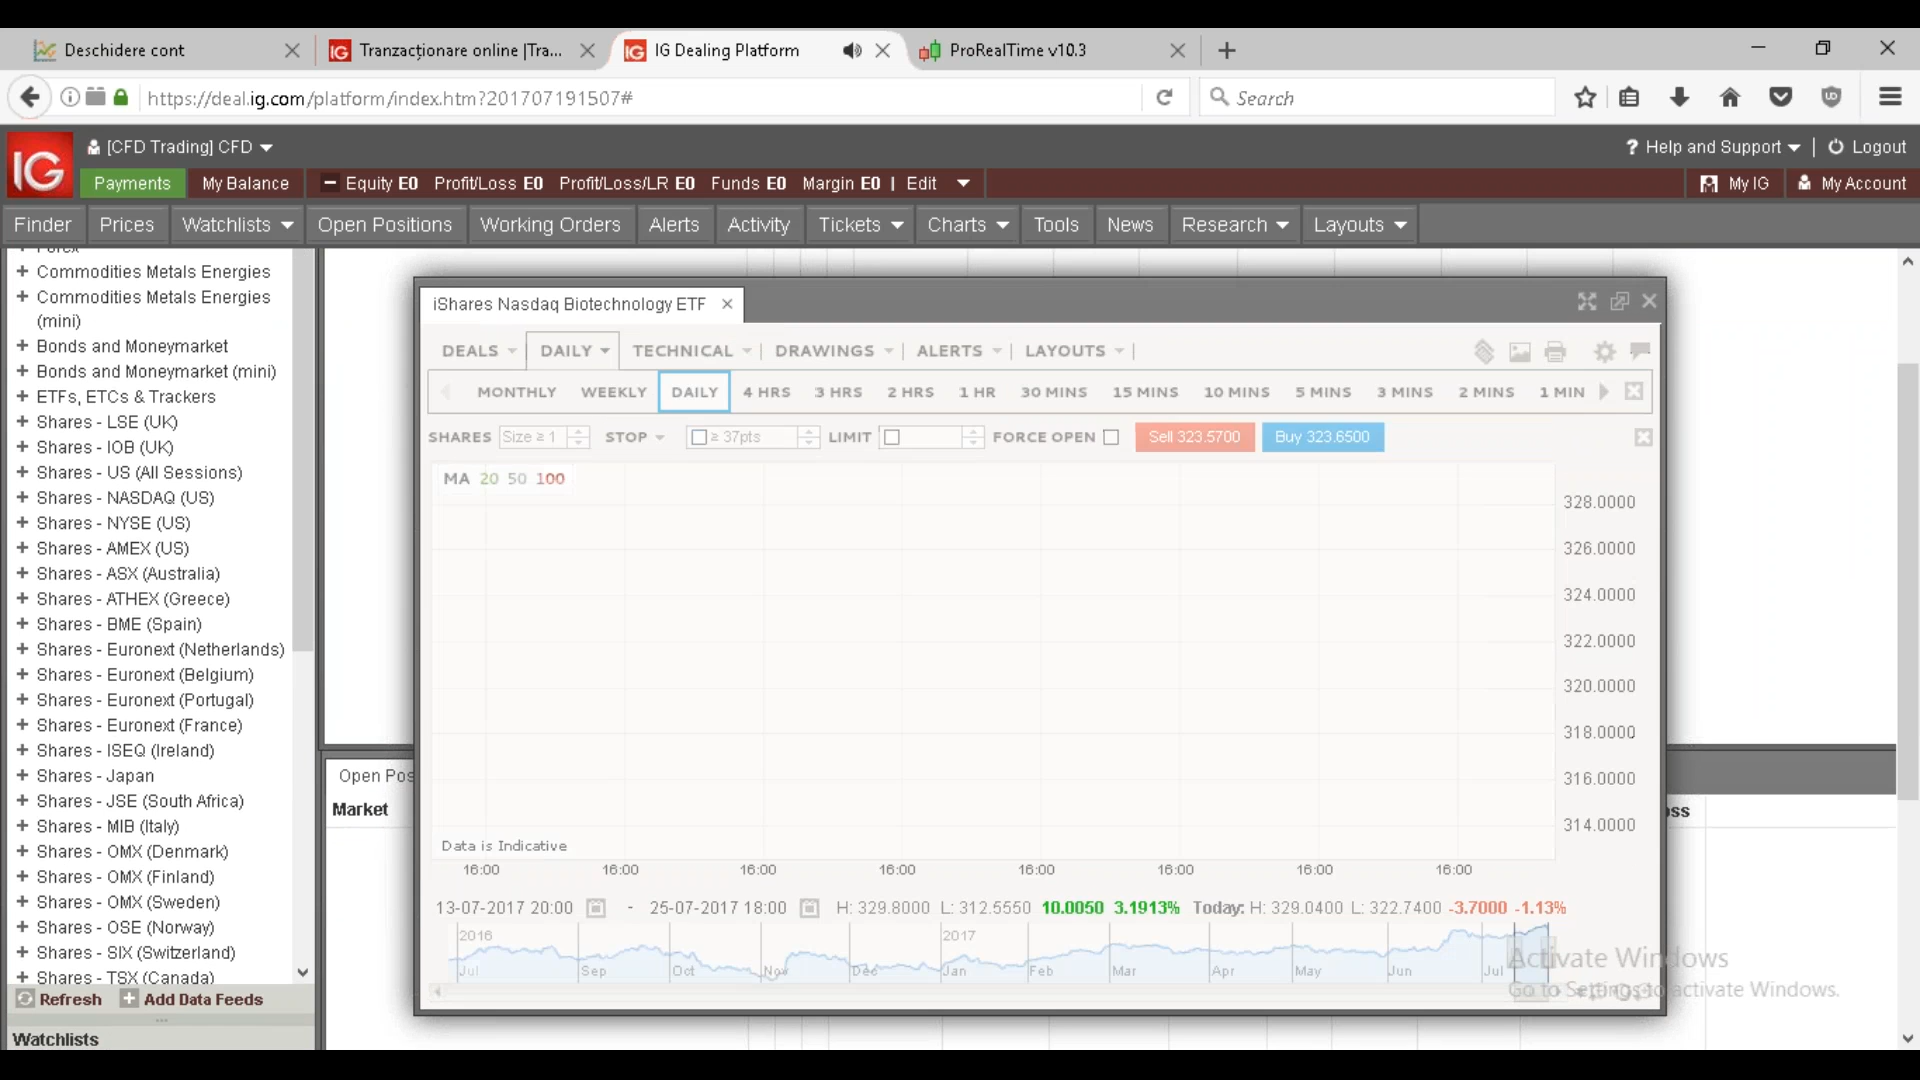 Deschidere cont
IG Tranzacționare online |Tra...
IG IG Dealing Platform
ProRealTime v10.3
https://deal.ig.com/platform/index.htm?201707191507#
Search
IG
[CFD Trading] CFD
? Help and Support
Logout
Payments
My Balance
Equity E0 Profit/Loss E0 Profit/Loss/LR E0 Funds E0 Margin E0 | Edit
My IG
My Account
Finder
Prices
Watchlists
Open Positions
Working Orders
Alerts
Activity
Tickets
Charts
Tools
News
Research
Layouts
Forex
+ Commodities Metals Energies
+ Commodities Metals Energies
(mini)
+ Bonds and Moneymarket
+ Bonds and Moneymarket (mini)
+ ETFs, ETCs & Trackers
+ Shares - LSE (UK)
+ Shares - IOB (UK)
+ Shares - US (All Sessions)
+ Shares - NASDAQ (US)
+ Shares - NYSE (US)
+ Shares - AMEX (US)
+ Shares - ASX (Australia)
+ Shares - ATHEX (Greece)
+ Shares - BME (Spain)
+ Shares - Euronext (Netherlands)
+ Shares - Euronext (Belgium)
+ Shares - Euronext (Portugal)
+ Shares - Euronext (France)
+ Shares - ISEQ (Ireland)
+ Shares - Japan
+ Shares - JSE (South Africa)
+ Shares - MIB (Italy)
+ Shares - OMX (Denmark)
+ Shares - OMX (Finland)
+ Shares - OMX (Sweden)
+ Shares - OSE (Norway)
+ Shares - SIX (Switzerland)
+ Shares - TSX (Canada)
Refresh
Add Data Feeds
Watchlists
iShares Nasdaq Biotechnology ETF
DEALS
DAILY
TECHNICAL
DRAWINGS
ALERTS
LAYOUTS
MONTHLY WEEKLY DAILY 4 HRS 3 HRS 2 HRS 1 HR 30 MINS 15 MINS 10 MINS 5 MINS 3 MINS 2 MINS 1 MIN
SHARES Size ≥ 1 STOP ≥ 37pts LIMIT FORCE OPEN Sell 323.5700 Buy 323.6500
MA 20 50 100
328.0000
326.0000
324.0000
322.0000
320.0000
318.0000
316.0000
314.0000
Data is Indicative
16:00 16:00 16:00 16:00 16:00 16:00 16:00 16:00
13-07-2017 20:00 - 25-07-2017 18:00 H: 329.8000 L: 312.5550 10.0050 3.1913% Today: H: 329.0400 L: 322.7400 -3.7000 -1.13%
2016 2017
Jul Sep Oct Nov Dec Jan Feb Mar Apr May Jun Jul
Open Pos
Market
oss
Activate Windows
Go to Settings to activate Windows.